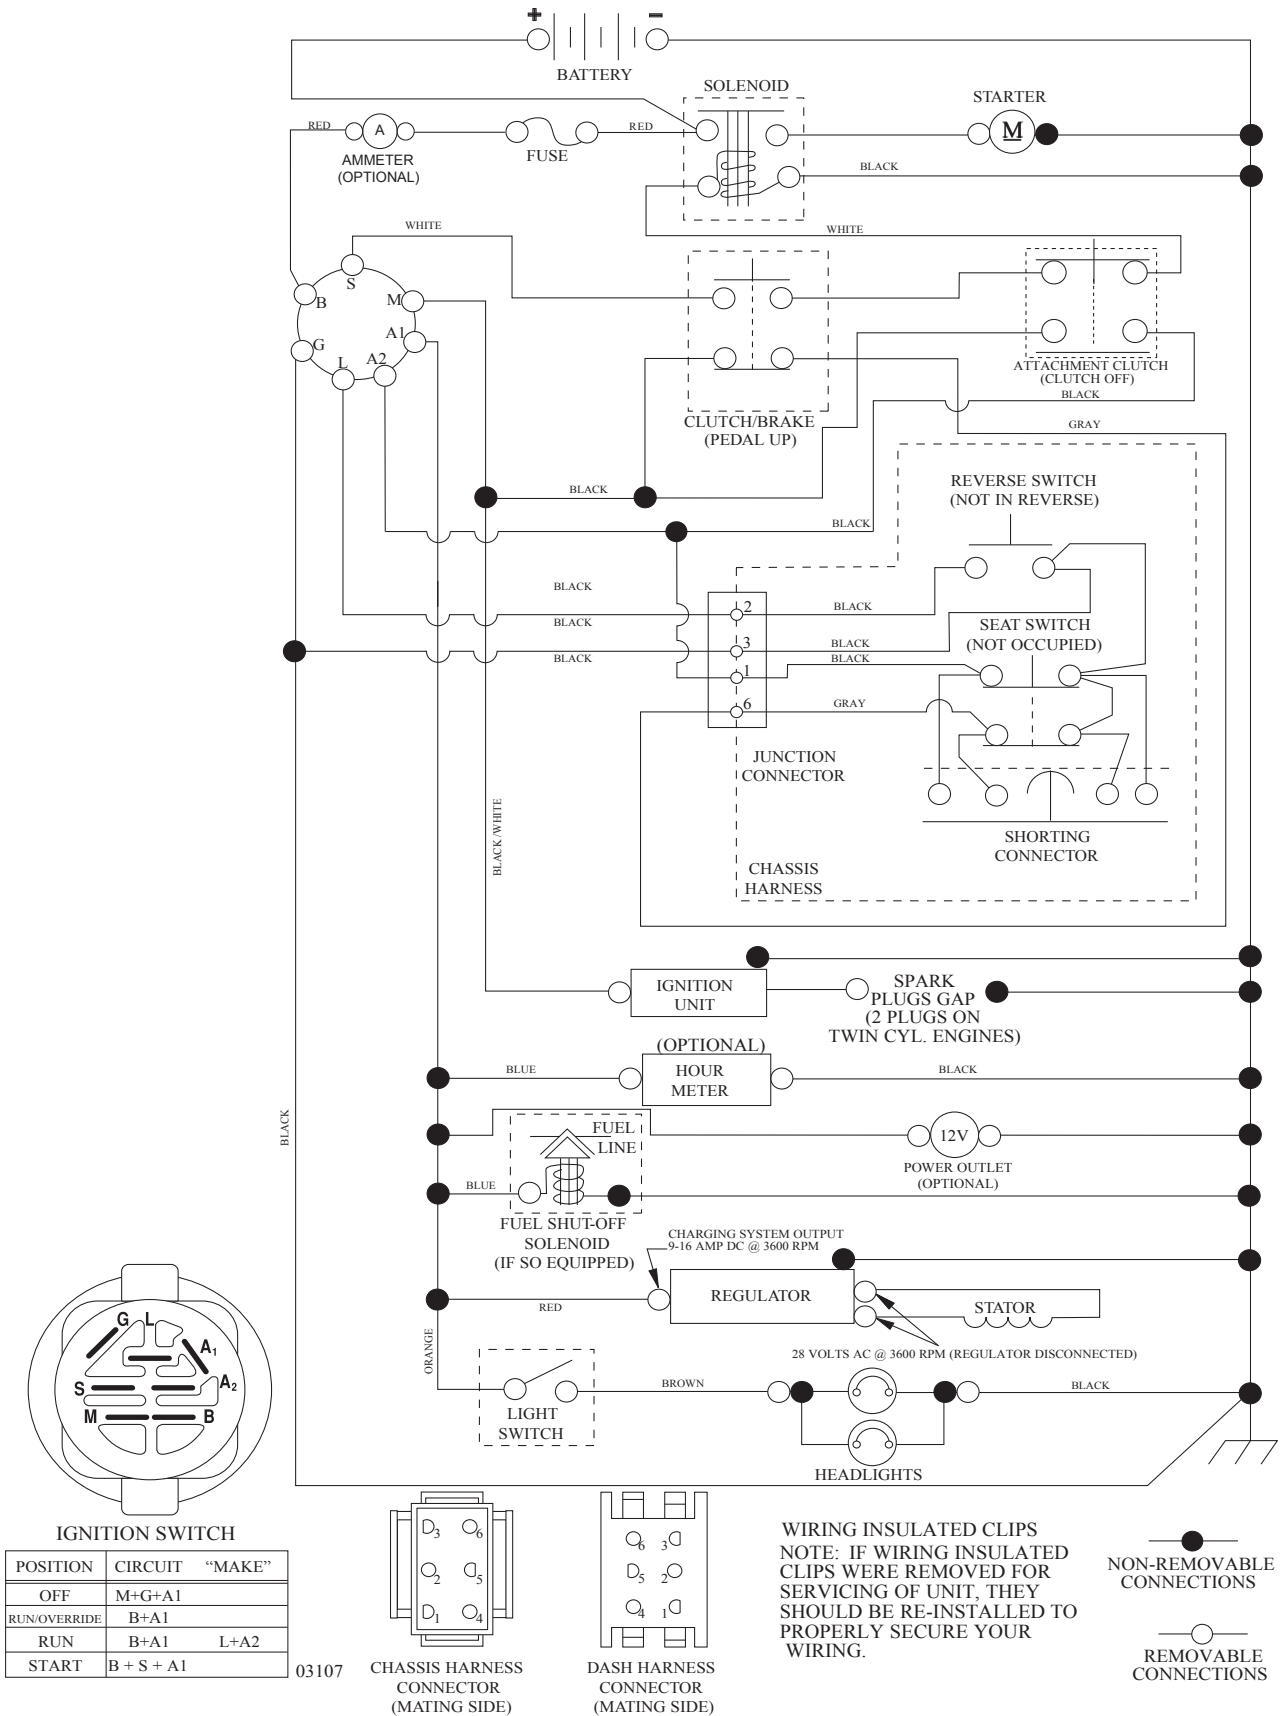 + −
BATTERY
SOLENOID
STARTER
RED
A
RED
M
FUSE
AMMETER
(OPTIONAL)
BLACK
WHITE
WHITE
S
B
M
G
A1
L
A2
ATTACHMENT CLUTCH
(CLUTCH OFF)
BLACK
CLUTCH/BRAKE
(PEDAL UP)
GRAY
REVERSE SWITCH
(NOT IN REVERSE)
BLACK
BLACK
BLACK
2
BLACK
BLACK
SEAT SWITCH
(NOT OCCUPIED)
3
BLACK
BLACK
BLACK
1
6
GRAY
JUNCTION
CONNECTOR
SHORTING
CONNECTOR
BLACK /WHITE
CHASSIS
HARNESS
IGNITION
UNIT
SPARK
PLUGS GAP
(2 PLUGS ON
TWIN CYL. ENGINES)
(OPTIONAL)
HOUR
METER
BLUE
BLACK
BLACK
FUEL
LINE
12V
POWER OUTLET
(OPTIONAL)
BLUE
FUEL SHUT-OFF
SOLENOID
(IF SO EQUIPPED)
CHARGING SYSTEM OUTPUT
9-16 AMP DC @ 3600 RPM
REGULATOR
STATOR
RED
28 VOLTS AC @ 3600 RPM (REGULATOR DISCONNECTED)
ORANGE
BROWN
BLACK
LIGHT
SWITCH
HEADLIGHTS
G L
A1
S
A2
M B
IGNITION SWITCH
POSITION CIRCUIT “MAKE”
OFF M+G+A1
RUN/OVERRIDE B+A1
RUN B+A1 L+A2
START B + S + A1
03107
3 6
2 5
1 4
CHASSIS HARNESS
CONNECTOR
(MATING SIDE)
6 3
5 2
4 1
DASH HARNESS
CONNECTOR
(MATING SIDE)
WIRING INSULATED CLIPS
NOTE: IF WIRING INSULATED
CLIPS WERE REMOVED FOR
SERVICING OF UNIT, THEY
SHOULD BE RE-INSTALLED TO
PROPERLY SECURE YOUR
WIRING.
NON-REMOVABLE
CONNECTIONS
REMOVABLE
CONNECTIONS